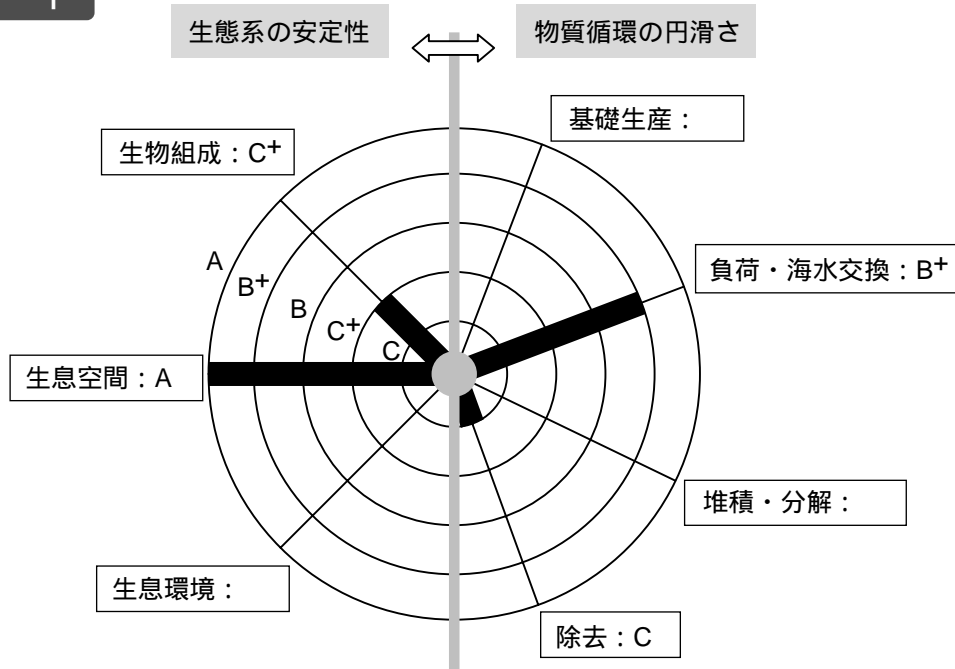 生態系の安定性
物質循環の円滑さ
基礎生産：
生物組成：C+
A
B+
負荷・海水交換：B+
B
C+
C
生息空間：A
堆積・分解：
生息環境：
除去：C